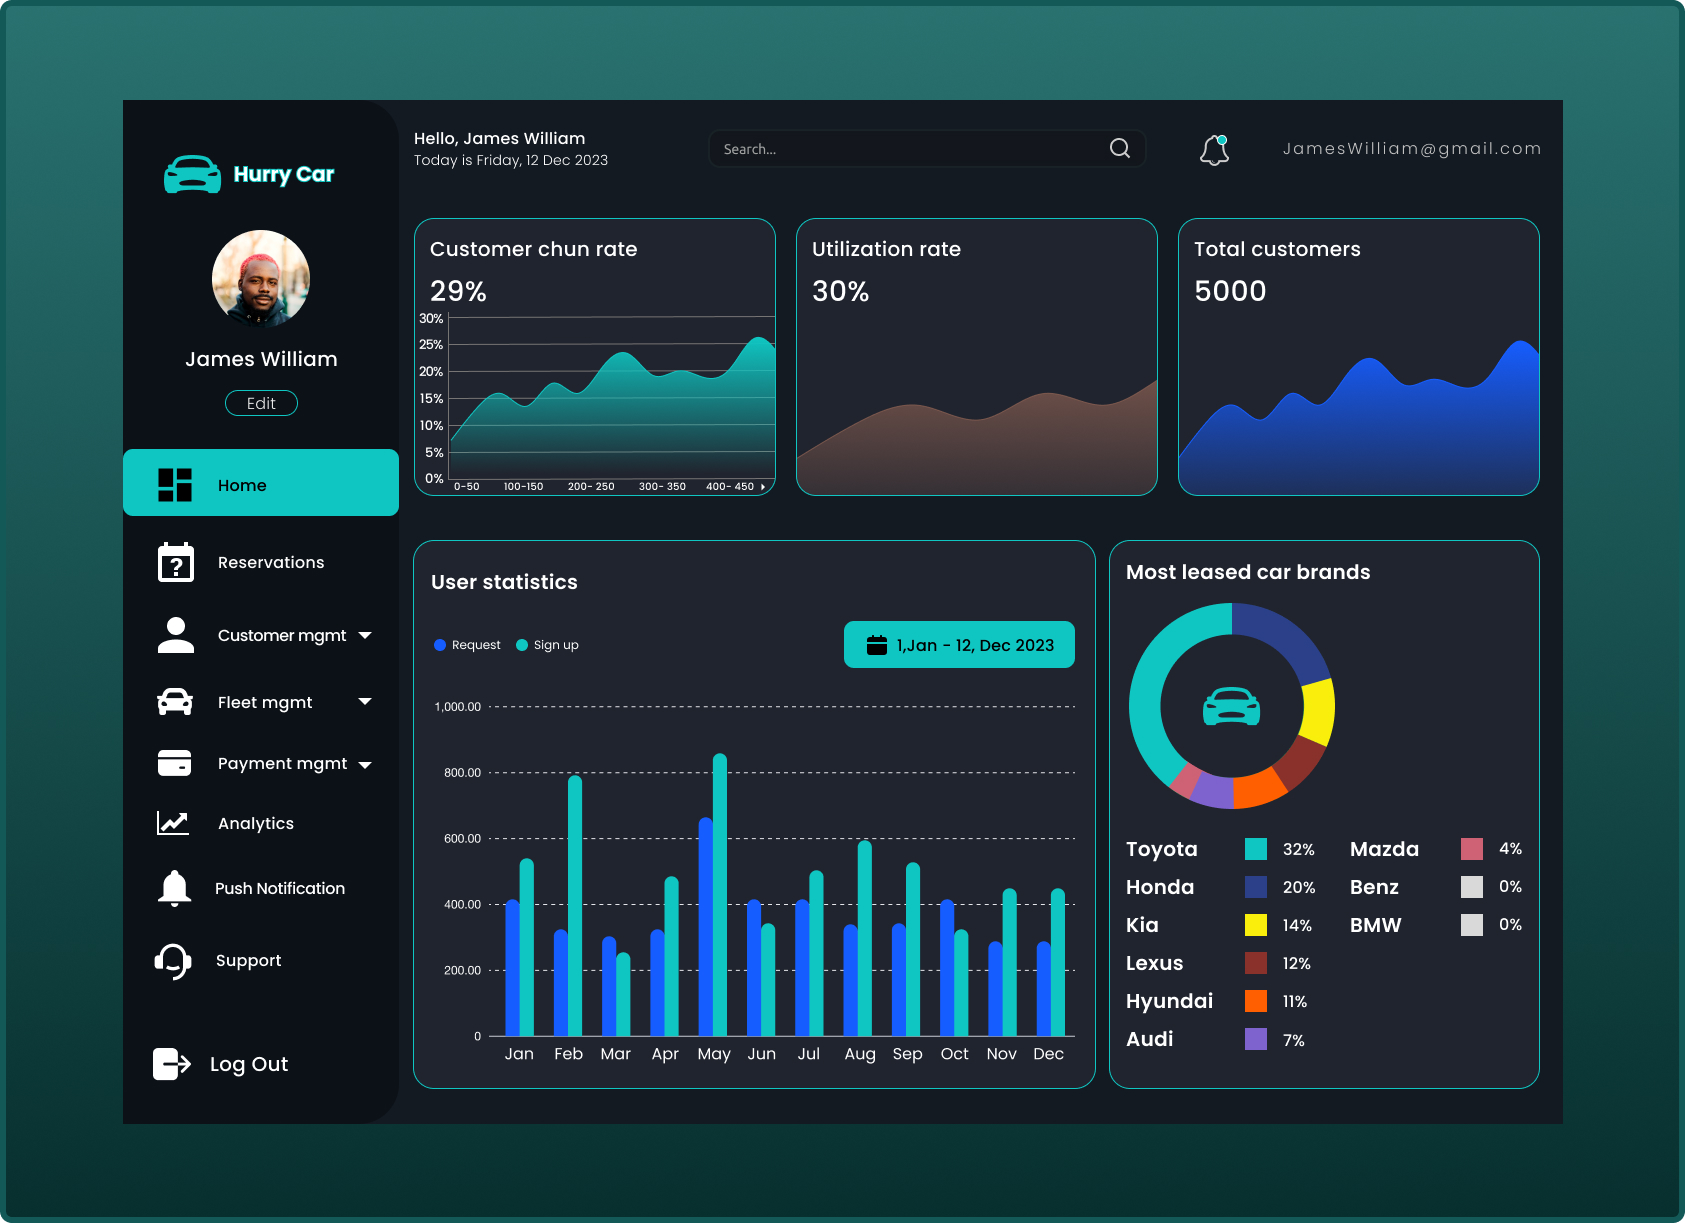 Hurry Car
James William
Edit
Home
Reservations
Customer mgmt
Fleet mgmt
Payment mgmt
Analytics
Push Notification
Support
Log Out
Hello, James William
Today is Friday, 12 Dec 2023
Search...
JamesWilliam@gmail.com
Customer chun rate
29%
30%
25%
20%
15%
10%
5%
0%
0-50 100-150 200- 250 300- 350 400- 450
Utilization rate
30%
Total customers
5000
User statistics
Request Sign up
1,Jan - 12, Dec 2023
1,000.00
800.00
600.00
400.00
200.00
0
Jan Feb Mar Apr May Jun Jul Aug Sep Oct Nov Dec
Most leased car brands
Toyota 32%
Honda 20%
Kia 14%
Lexus 12%
Hyundai 11%
Audi 7%
Mazda 4%
Benz 0%
BMW 0%